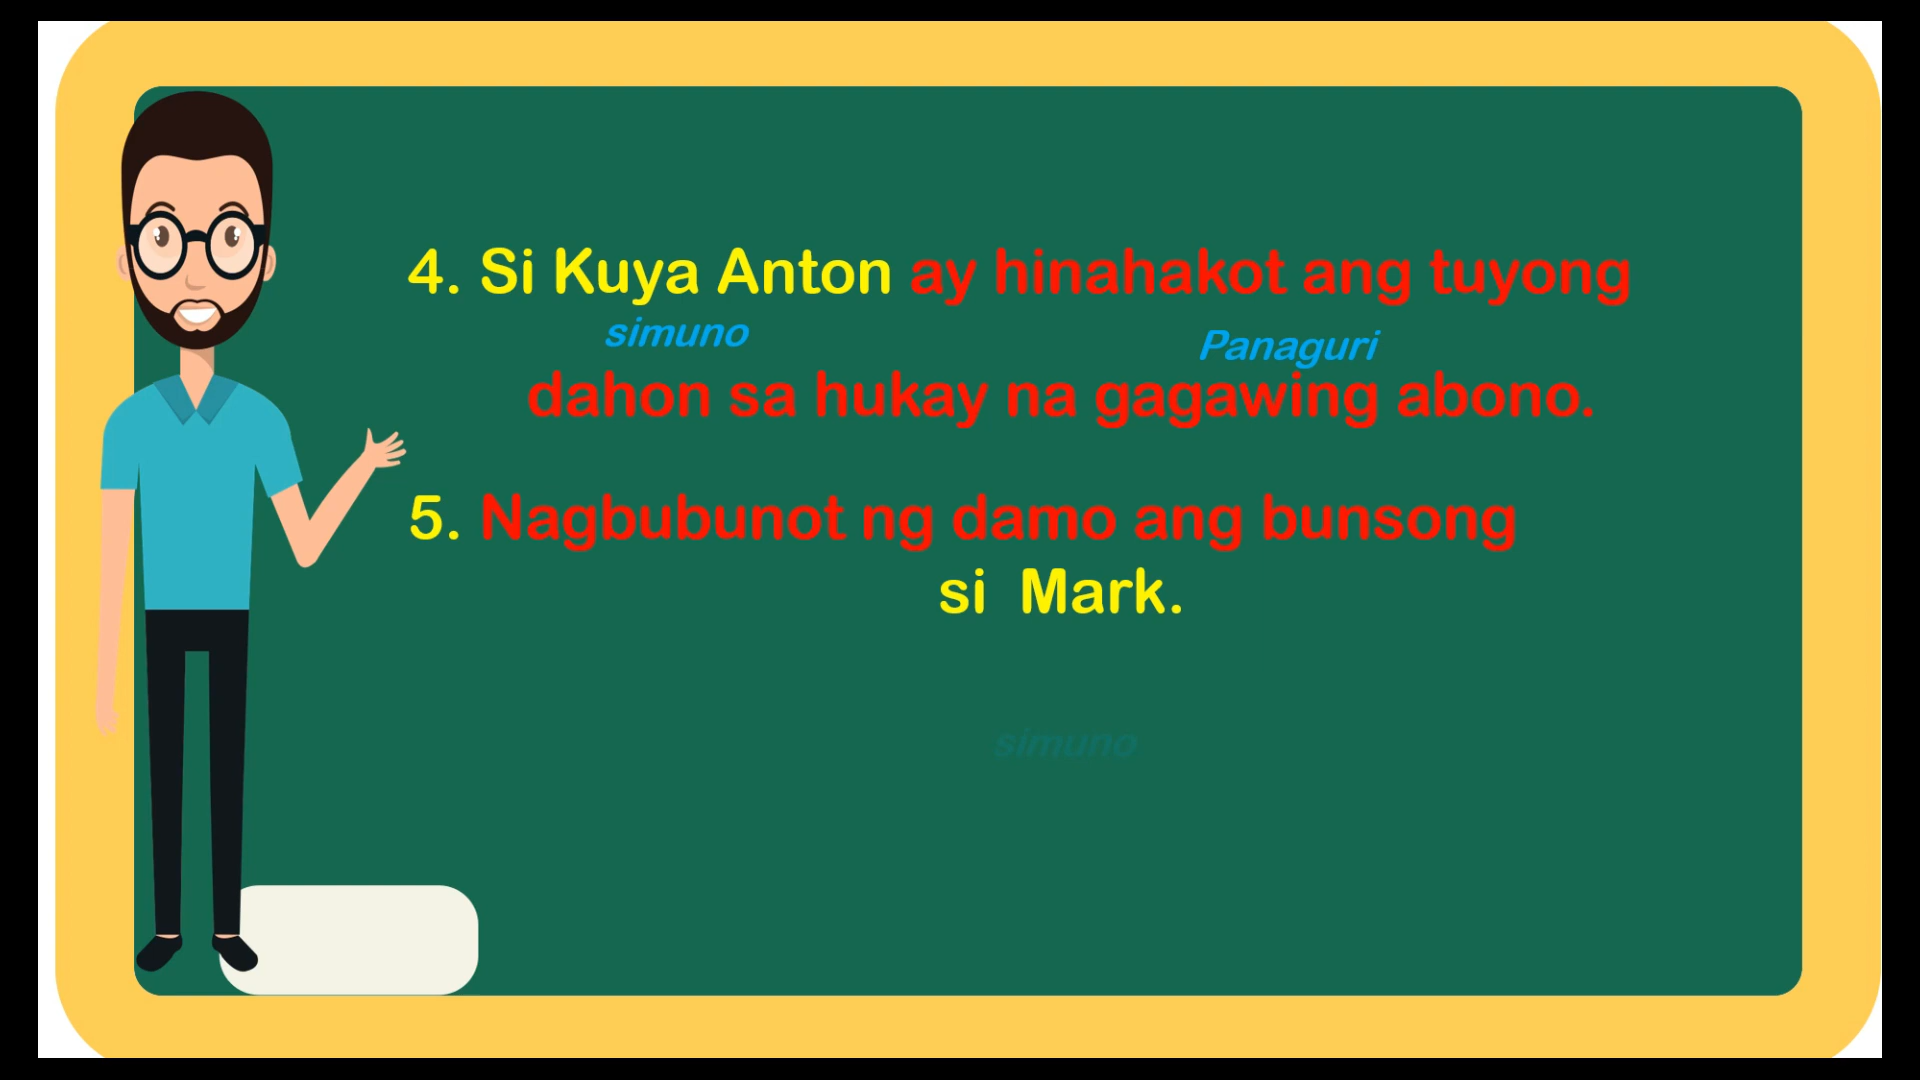 4. Si Kuya Anton ay hinahakot ang tuyong
simuno Panaguri
dahon sa hukay na gagawing abono.
5. Nagbubunot ng damo ang bunsong
si Mark.
simuno